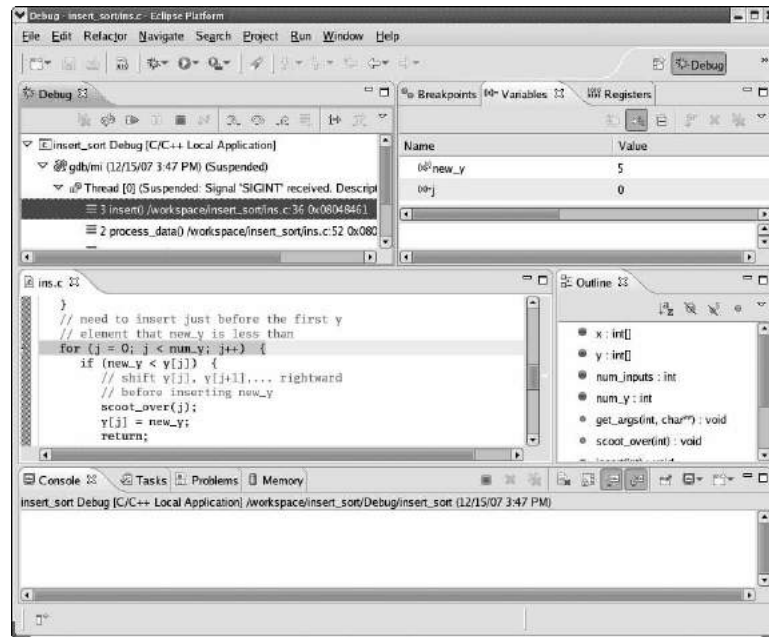 Debug - insert_sort/ins.c - Eclipse Platform
File Edit Refactor Navigate Search Project Run Window Help
Debug
Debug
insert_sort Debug [C/C++ Local Application]
gdb/mi (12/15/07 3:47 PM) (Suspended)
Thread [0] (Suspended: Signal 'SIGINT' received. Descript
3 insert() /workspace/insert_sort/ins.c:36 0x08048461
2 process_data() /workspace/insert_sort/ins.c:52 0x080
Breakpoints Variables Registers
Name Value
new_y 5
j 0
ins.c
}
// need to insert just before the first y
// element that new_y is less than
for (j = 0; j < num_y; j++) {
if (new_y < y[j]) {
// shift y[j], y[j+1],... rightward
// before inserting new_y
scoot_over(j);
y[j] = new_y;
return;
Outline
x : int[]
y : int[]
num_inputs : int
num_y : int
get_args(int, char**) : void
scoot_over(int) : void
Console Tasks Problems Memory
insert_sort Debug [C/C++ Local Application] /workspace/insert_sort/Debug/insert_sort (12/15/07 3:47 PM)